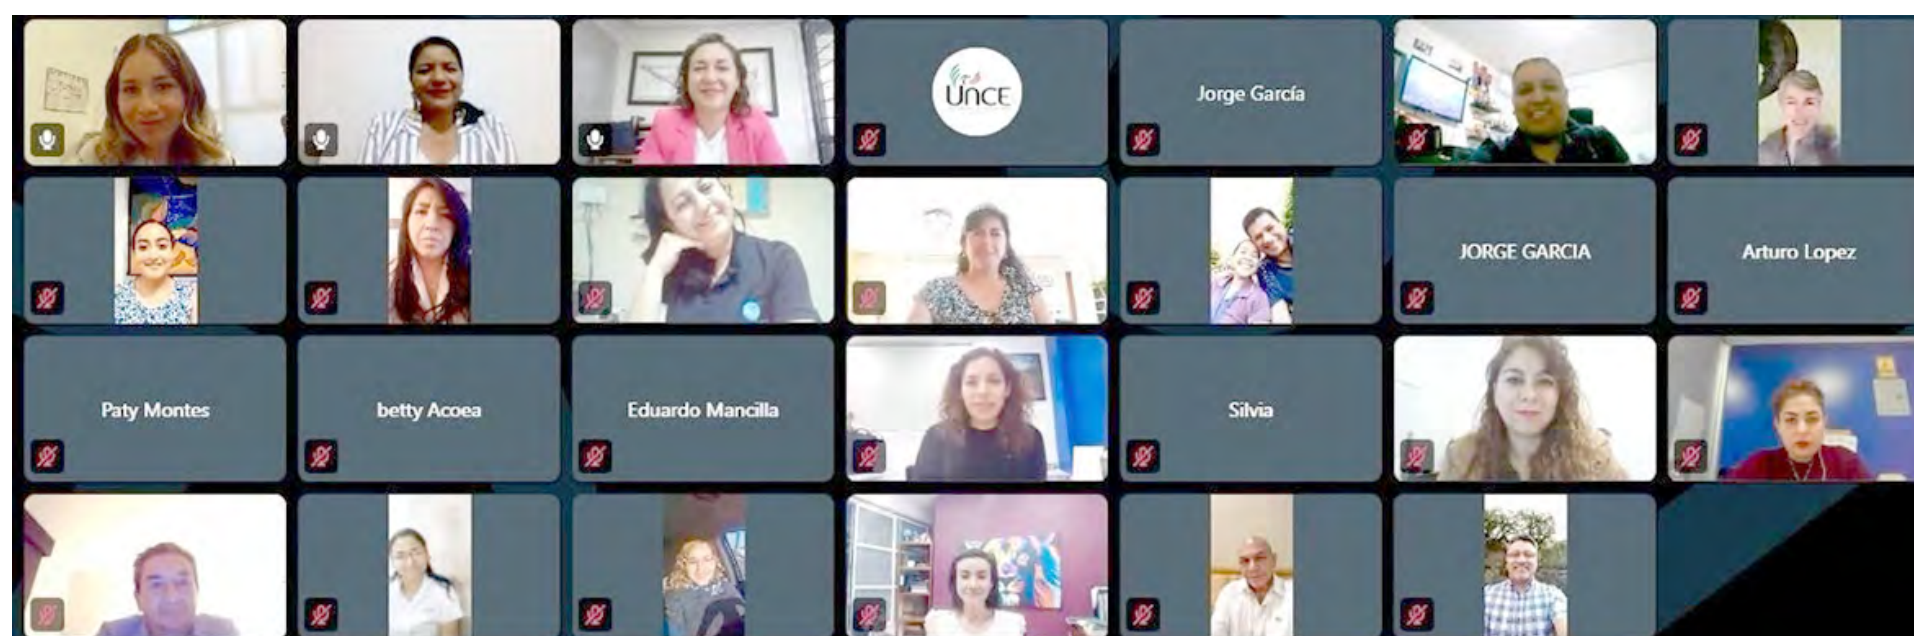 UNCE
Jorge García
JORGE GARCIA
Arturo Lopez
Paty Montes
betty Acoea
Eduardo Mancilla
Silvia